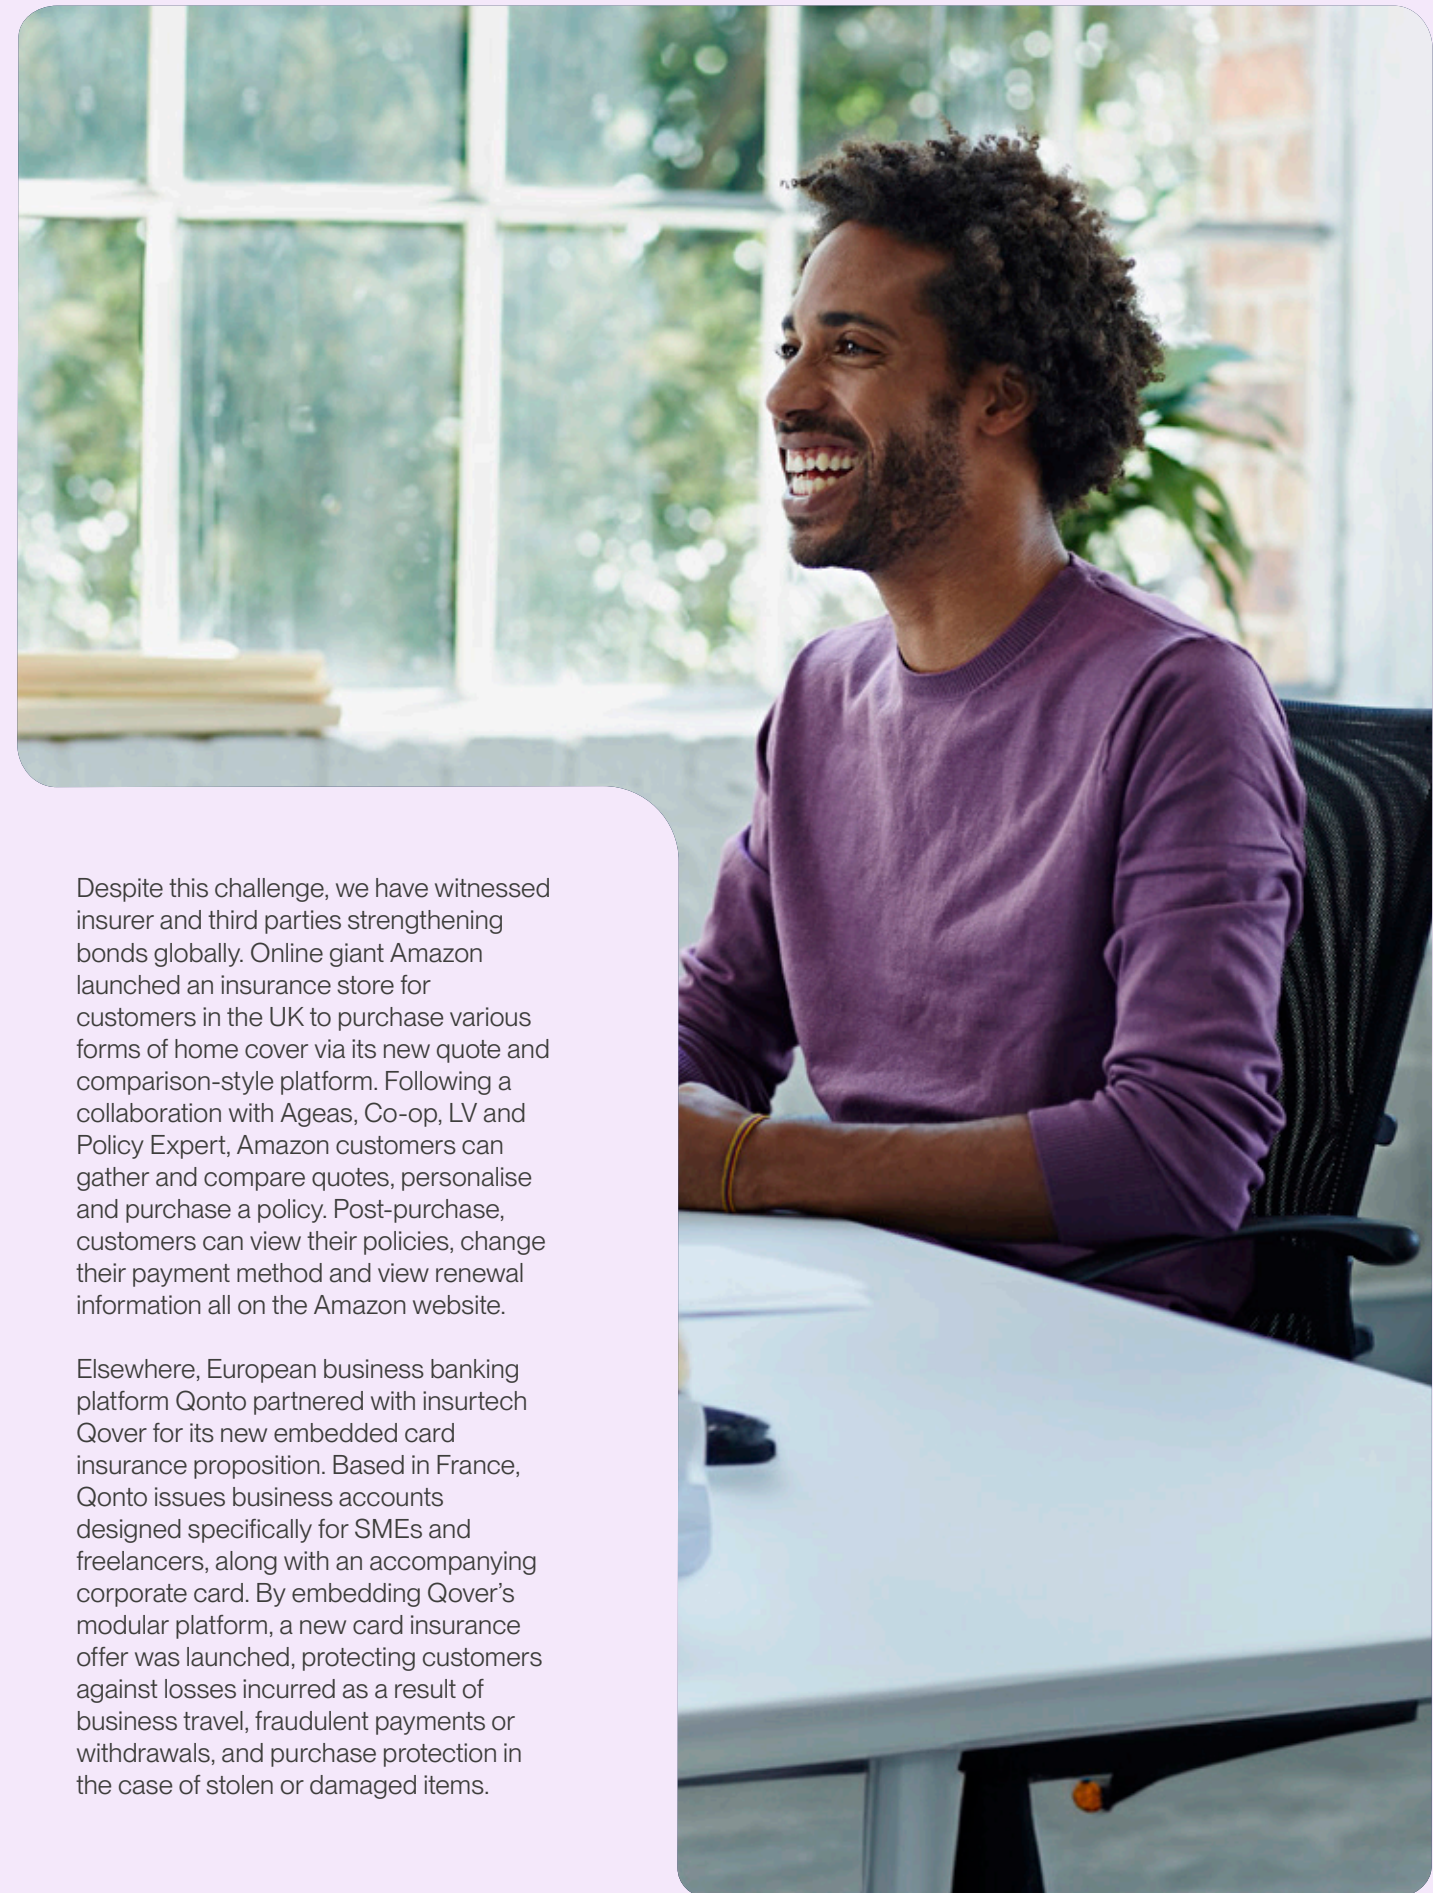 Despite this challenge, we have witnessed
insurer and third parties strengthening
bonds globally. Online giant Amazon
launched an insurance store for
customers in the UK to purchase various
forms of home cover via its new quote and
comparison-style platform. Following a
collaboration with Ageas, Co-op, LV and
Policy Expert, Amazon customers can
gather and compare quotes, personalise
and purchase a policy. Post-purchase,
customers can view their policies, change
their payment method and view renewal
information all on the Amazon website.
Elsewhere, European business banking
platform Qonto partnered with insurtech
Qover for its new embedded card
insurance proposition. Based in France,
Qonto issues business accounts
designed specifically for SMEs and
freelancers, along with an accompanying
corporate card. By embedding Qover’s
modular platform, a new card insurance
offer was launched, protecting customers
against losses incurred as a result of
business travel, fraudulent payments or
withdrawals, and purchase protection in
the case of stolen or damaged items.